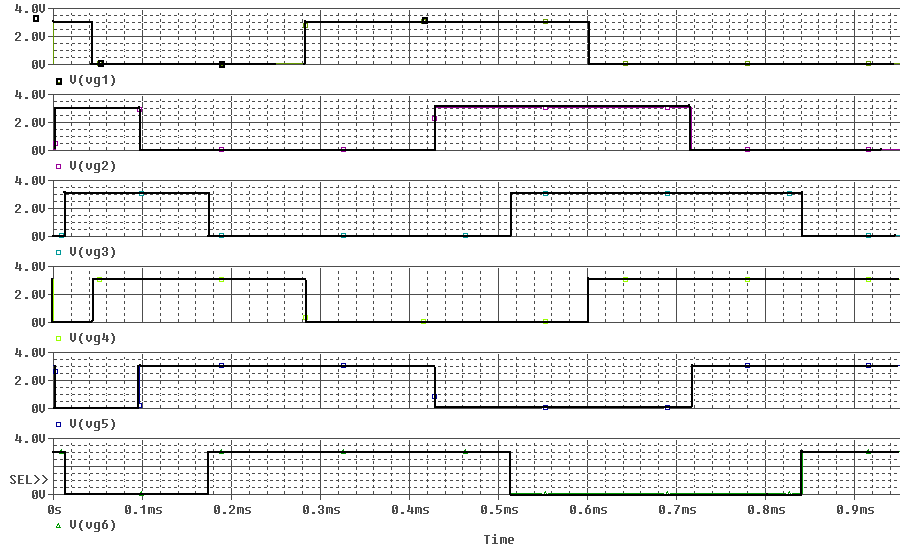 4.0V
2.0V
0V
V(vg1)
4.0V
2.0V
0V
V(vg2)
4.0V
2.0V
0V
V(vg3)
4.0V
2.0V
0V
V(vg4)
4.0V
2.0V
0V
V(vg5)
4.0V
SEL>>
0V
0S 0.1ms 0.2ms 0.3ms 0.4ms 0.5ms 0.6ms 0.7ms 0.8ms 0.9ms
V(vg6)
Time